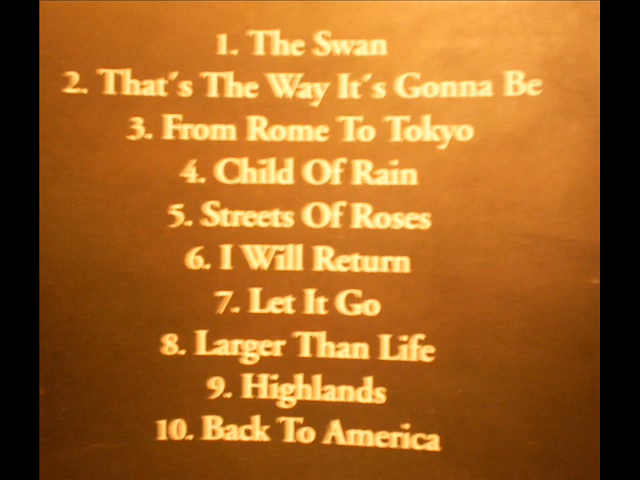 1. The Swan
2. That´s The Way It´s Gonna Be
3. From Rome To Tokyo
4. Child Of Rain
5. Streets Of Roses
6. I Will Return
7. Let It Go
8. Larger Than Life
9. Highlands
10. Back To America